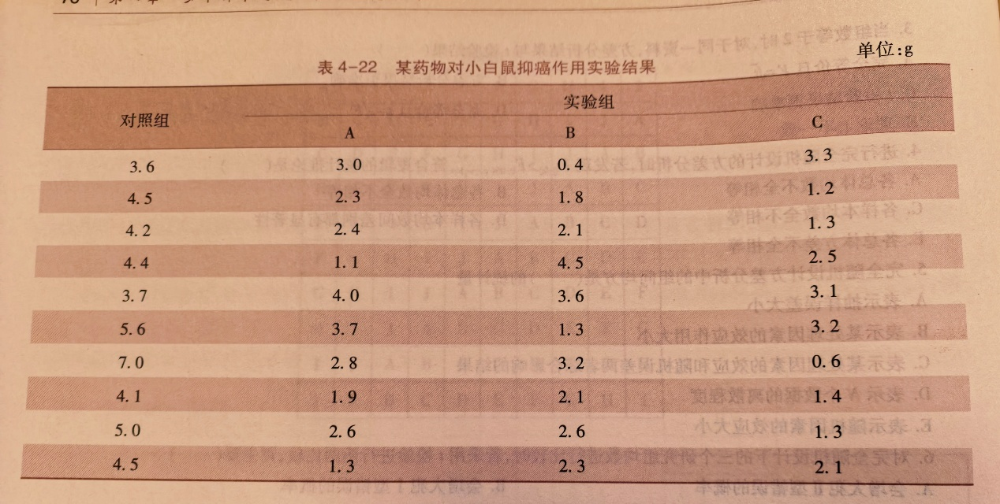 表 4-22 某药物对小白鼠抑癌作用实验结果
单位:g
对照组 实验组
A B C
3.6 3.0 0.4 3.3
4.5 2.3 1.8 1.2
4.2 2.4 2.1 1.3
4.4 1.1 4.5 2.5
3.7 4.0 3.6 3.1
5.6 3.7 1.3 3.2
7.0 2.8 3.2 0.6
4.1 1.9 2.1 1.4
5.0 2.6 2.6 1.3
4.5 1.3 2.3 2.1